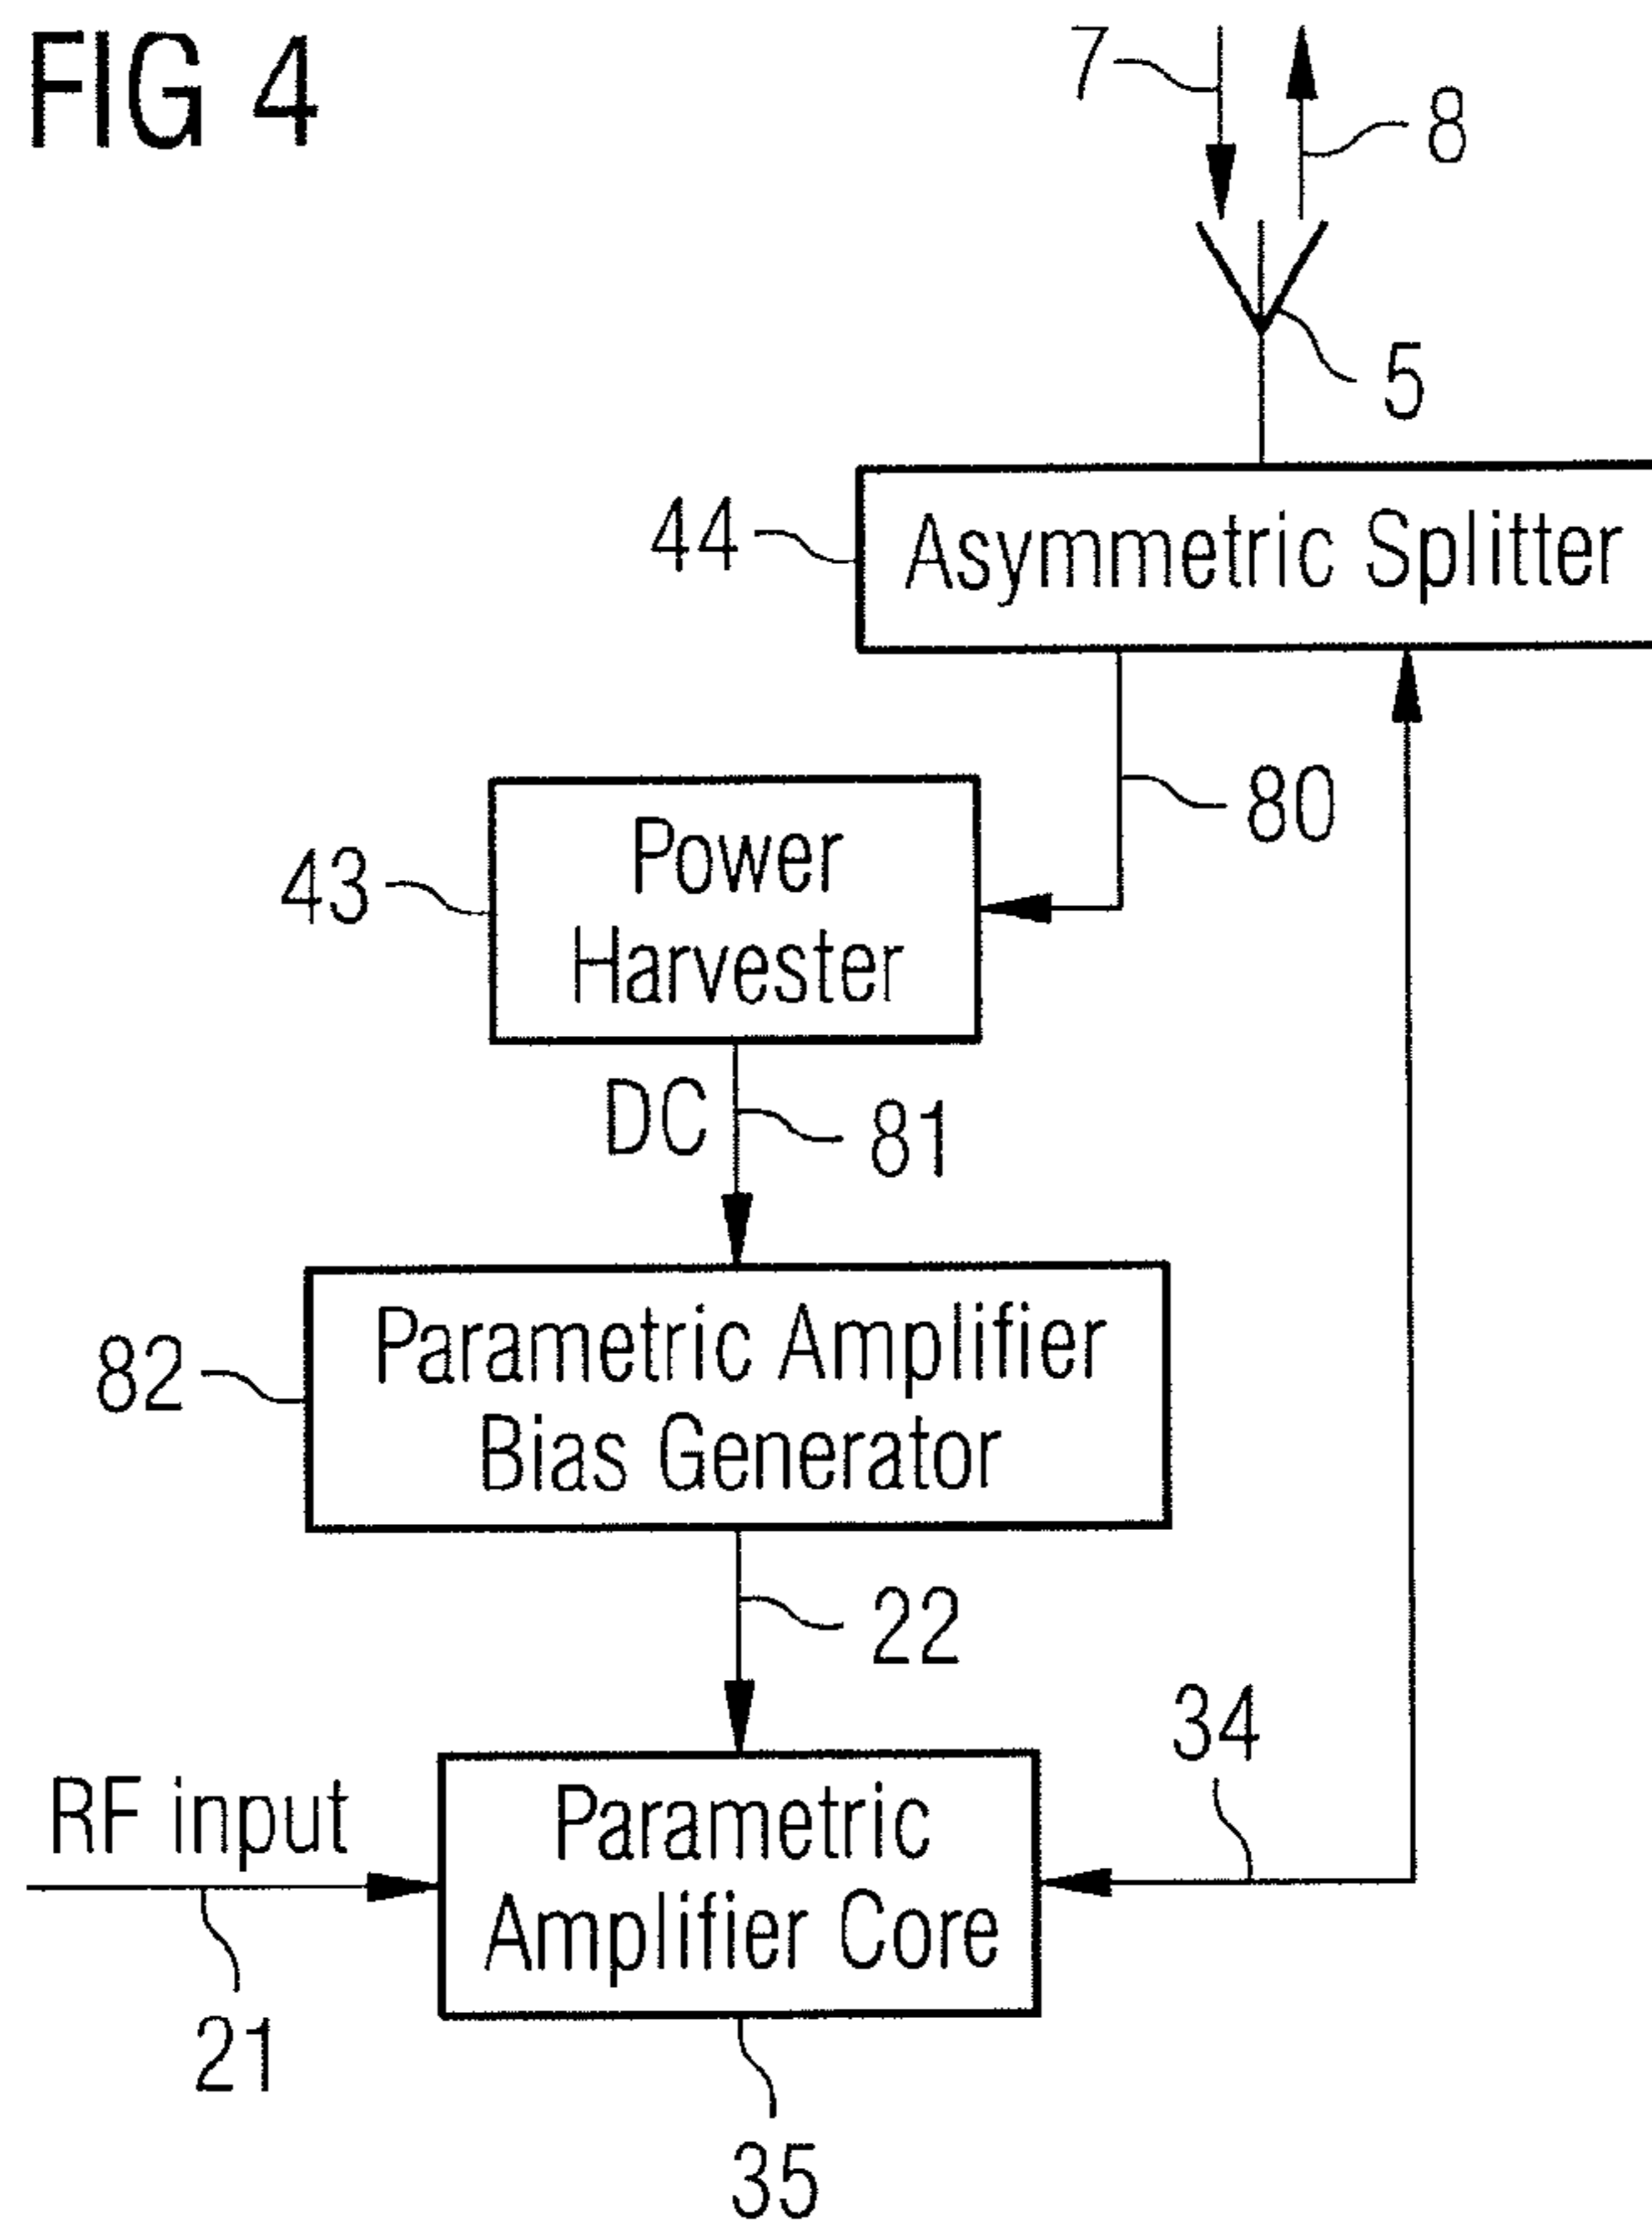 FIG 4
7
8
5
44
Asymmetric Splitter
80
43
Power
Harvester
DC
81
82
Parametric Amplifier
Bias Generator
22
34
RF input
Parametric
Amplifier Core
21
35